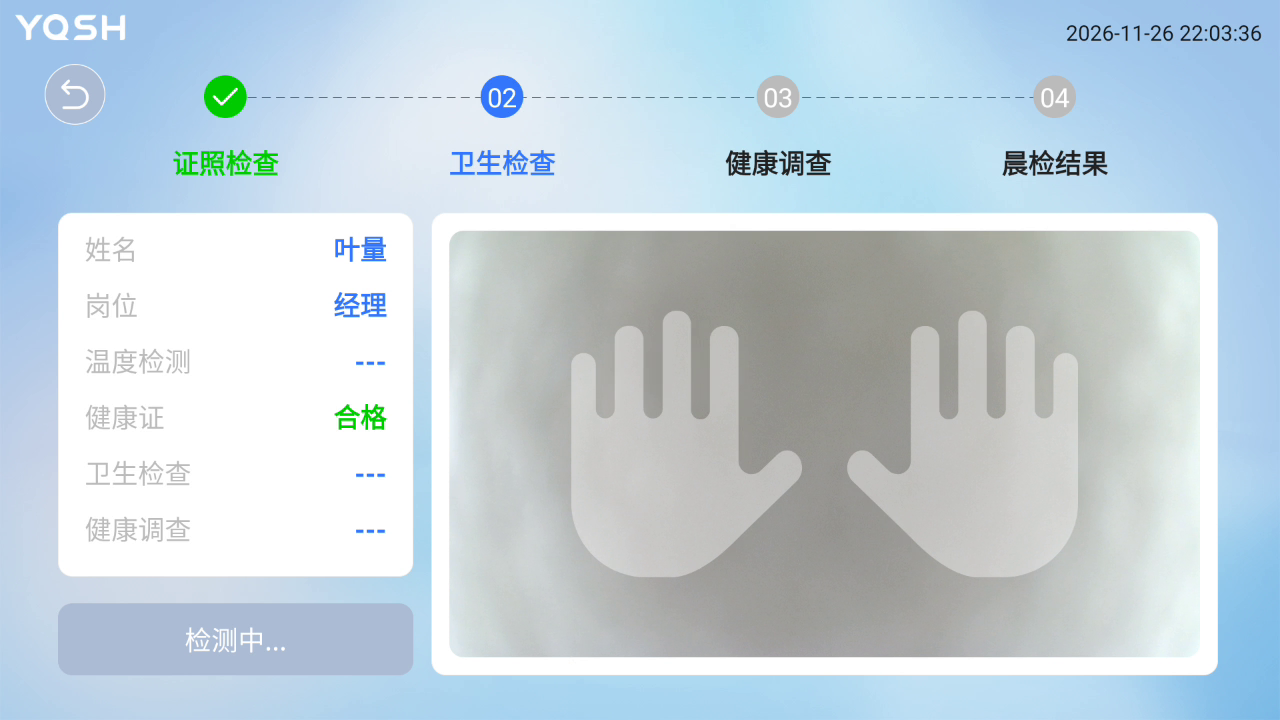 YQSH
2026-11-26 22:03:36
02
03
04
证照检查
卫生检查
健康调查
晨检结果
姓名 叶量
岗位 经理
温度检测 ---
健康证 合格
卫生检查 ---
健康调查 ---
检测中...